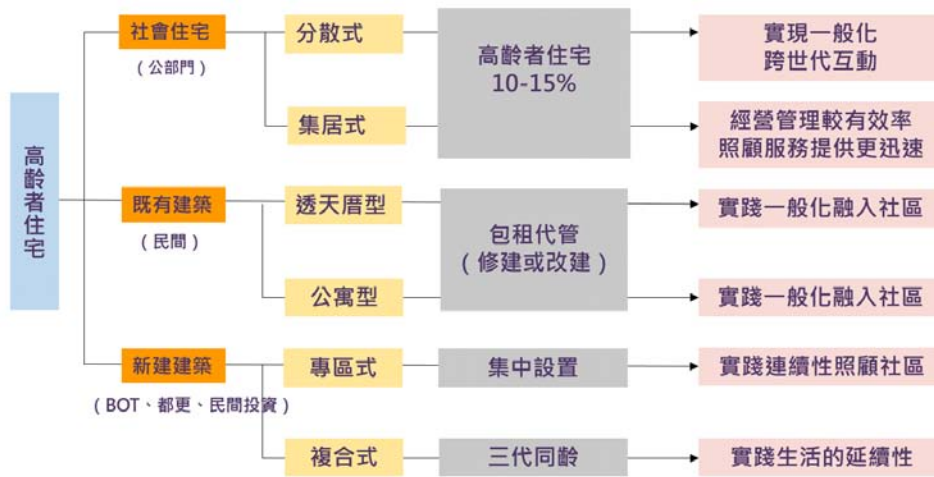 高齡者住宅
社會住宅
(公部門)
分散式
集居式
高齡者住宅
10-15%
實現一般化
跨世代互動
經營管理較有效率
照顧服務提供更迅速
既有建築
(民間)
透天厝型
公寓型
包租代管
(修建或改建)
實踐一般化融入社區
實踐一般化融入社區
新建建築
(BOT、都更、民間投資)
專區式
集中設置
實踐連續性照顧社區
複合式
三代同齡
實踐生活的延續性